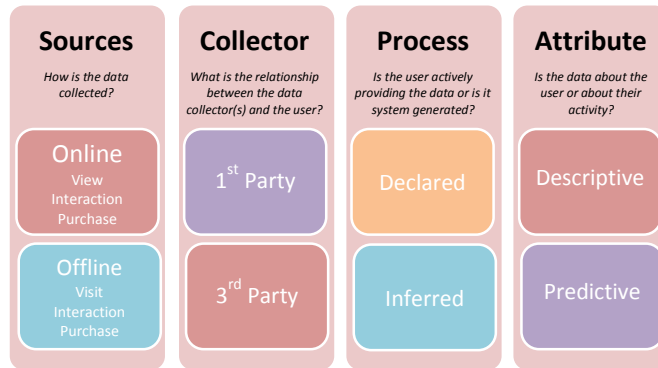 Sources
How is the data
collected?
Online
View
Interaction
Purchase
Offline
Visit
Interaction
Purchase
Collector
What is the relationship
between the data
collector(s) and the user?
1st Party
3rd Party
Process
Is the user actively
providing the data or is it
system generated?
Declared
Inferred
Attribute
Is the data about the
user or about their
activity?
Descriptive
Predictive